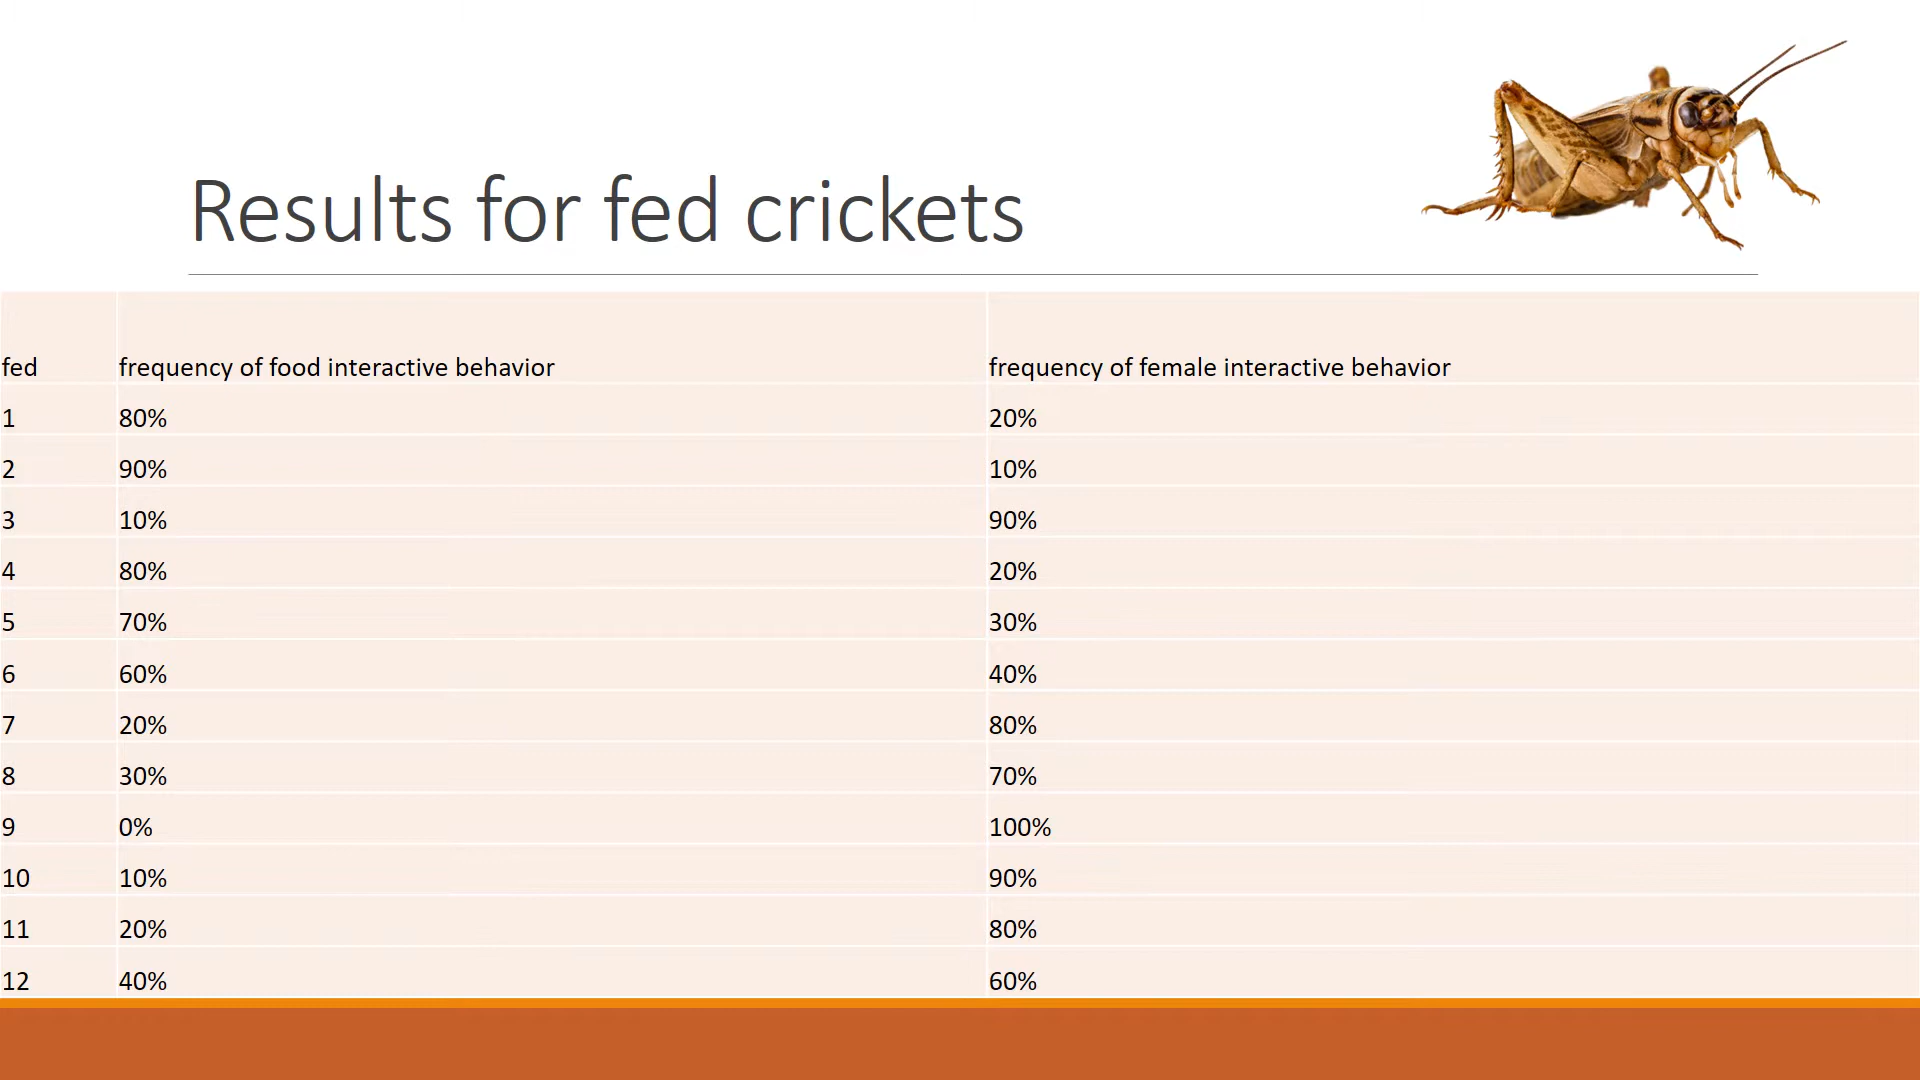 Results for fed crickets
fed frequency of food interactive behavior frequency of female interactive behavior
1 80% 20%
2 90% 10%
3 10% 90%
4 80% 20%
5 70% 30%
6 60% 40%
7 20% 80%
8 30% 70%
9 0% 100%
10 10% 90%
11 20% 80%
12 40% 60%